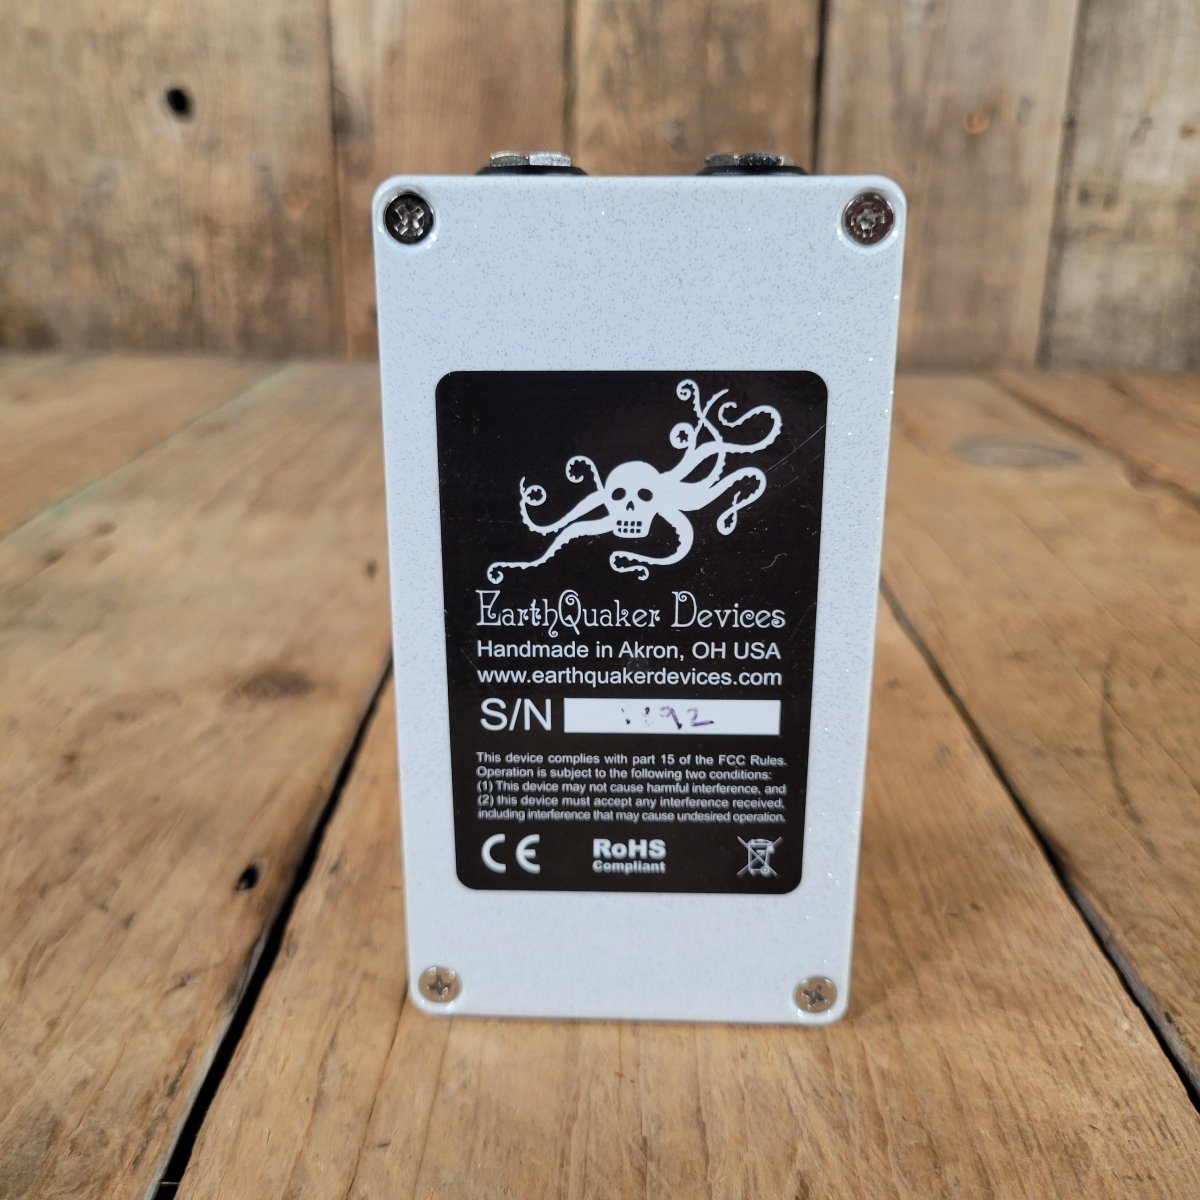 EarthQuaker Devices
Handmade in Akron, OH USA
www.earthquakerdevices.com
S/N
This device complies with part 15 of the FCC Rules.
Operation is subject to the following two conditions:
(1) This device may not cause harmful interference, and
(2) this device must accept any interference received,
including interference that may cause undesired operation.
CE
RoHS
Compliant